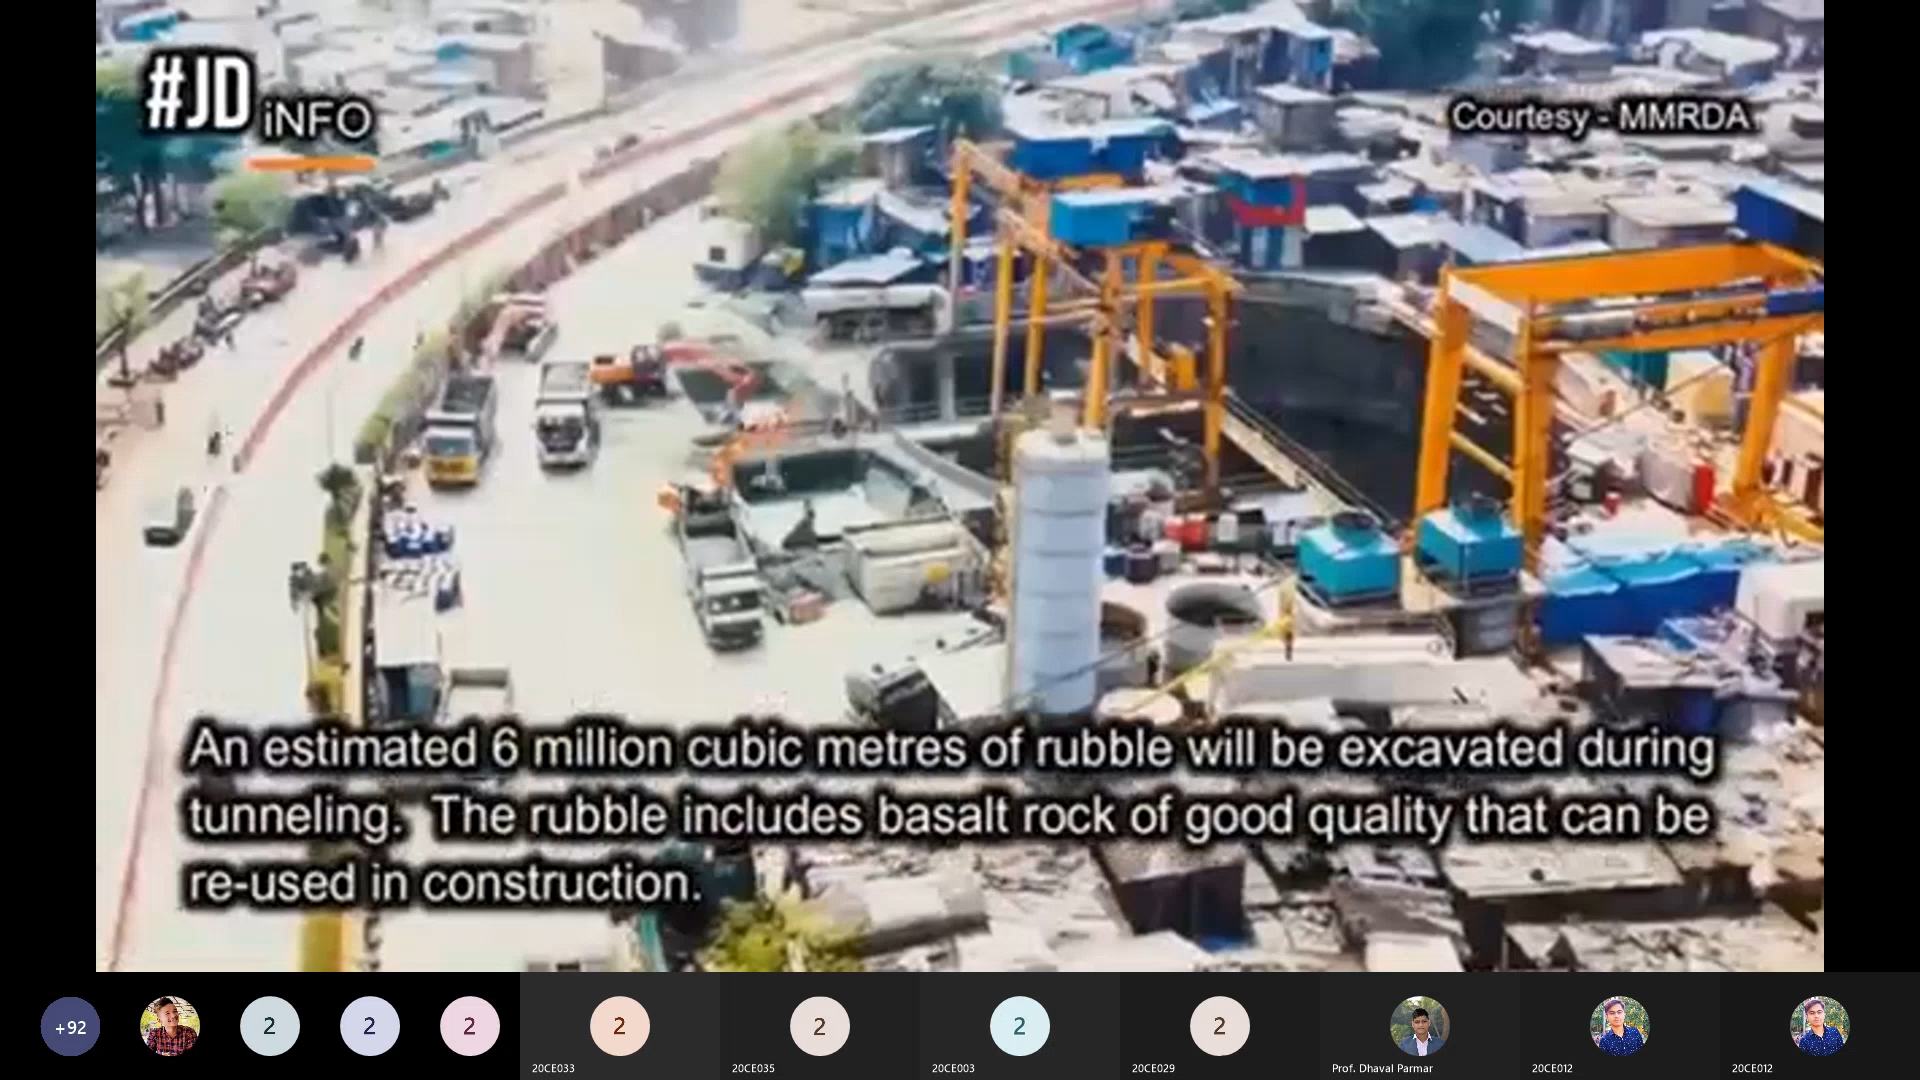 #JD iNFO
Courtesy - MMRDA
An estimated 6 million cubic metres of rubble will be excavated during
tunneling. The rubble includes basalt rock of good quality that can be
re-used in construction.
+92
2
2
2
2
2
2
2
20CE033
20CE035
20CE003
20CE029
Prof. Dhaval Parmar
20CE012
20CE012